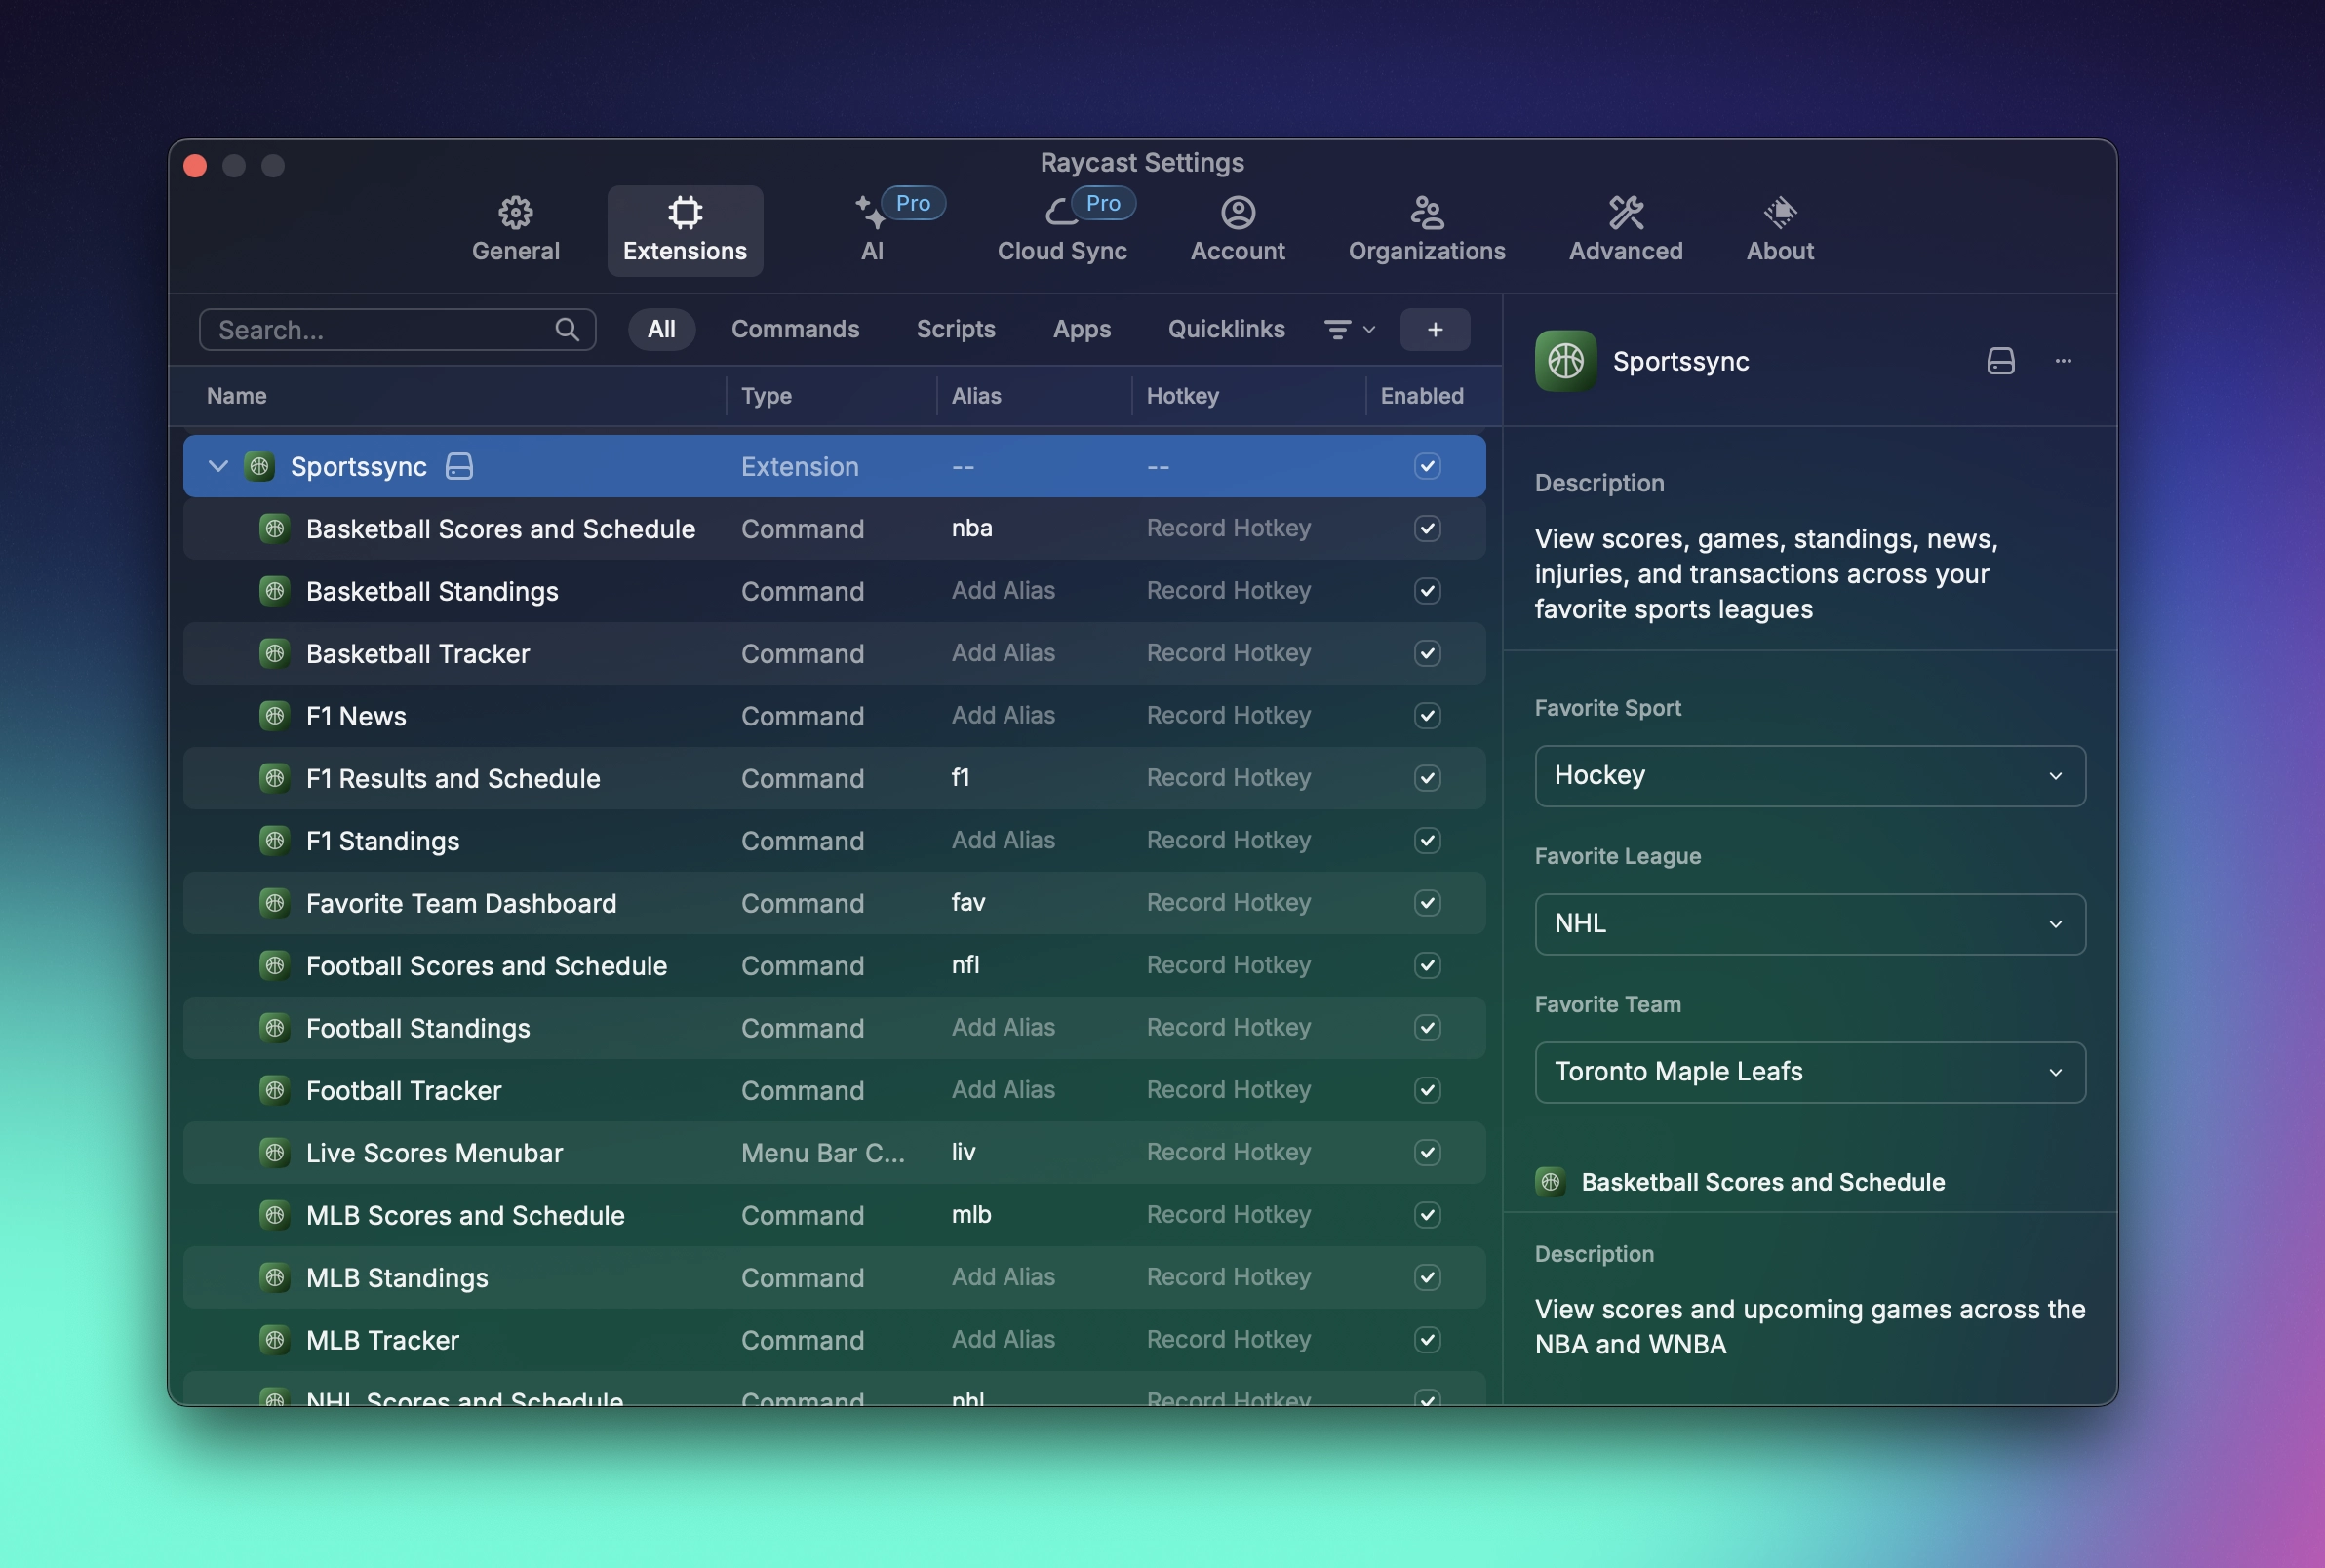 Raycast Settings
General
Extensions
AI Pro
Cloud Sync Pro
Account
Organizations
Advanced
About
Search...
All Commands Scripts Apps Quicklinks +
Name Type Alias Hotkey Enabled
Sportssync Extension -- --
Basketball Scores and Schedule Command nba Record Hotkey
Basketball Standings Command Add Alias Record Hotkey
Basketball Tracker Command Add Alias Record Hotkey
F1 News Command Add Alias Record Hotkey
F1 Results and Schedule Command f1 Record Hotkey
F1 Standings Command Add Alias Record Hotkey
Favorite Team Dashboard Command fav Record Hotkey
Football Scores and Schedule Command nfl Record Hotkey
Football Standings Command Add Alias Record Hotkey
Football Tracker Command Add Alias Record Hotkey
Live Scores Menubar Menu Bar C... liv Record Hotkey
MLB Scores and Schedule Command mlb Record Hotkey
MLB Standings Command Add Alias Record Hotkey
MLB Tracker Command Add Alias Record Hotkey
NHL Scores and Schedule Command nhl Record Hotkey
Sportssync
Description
View scores, games, standings, news,
injuries, and transactions across your
favorite sports leagues
Favorite Sport
Hockey
Favorite League
NHL
Favorite Team
Toronto Maple Leafs
Basketball Scores and Schedule
Description
View scores and upcoming games across the
NBA and WNBA